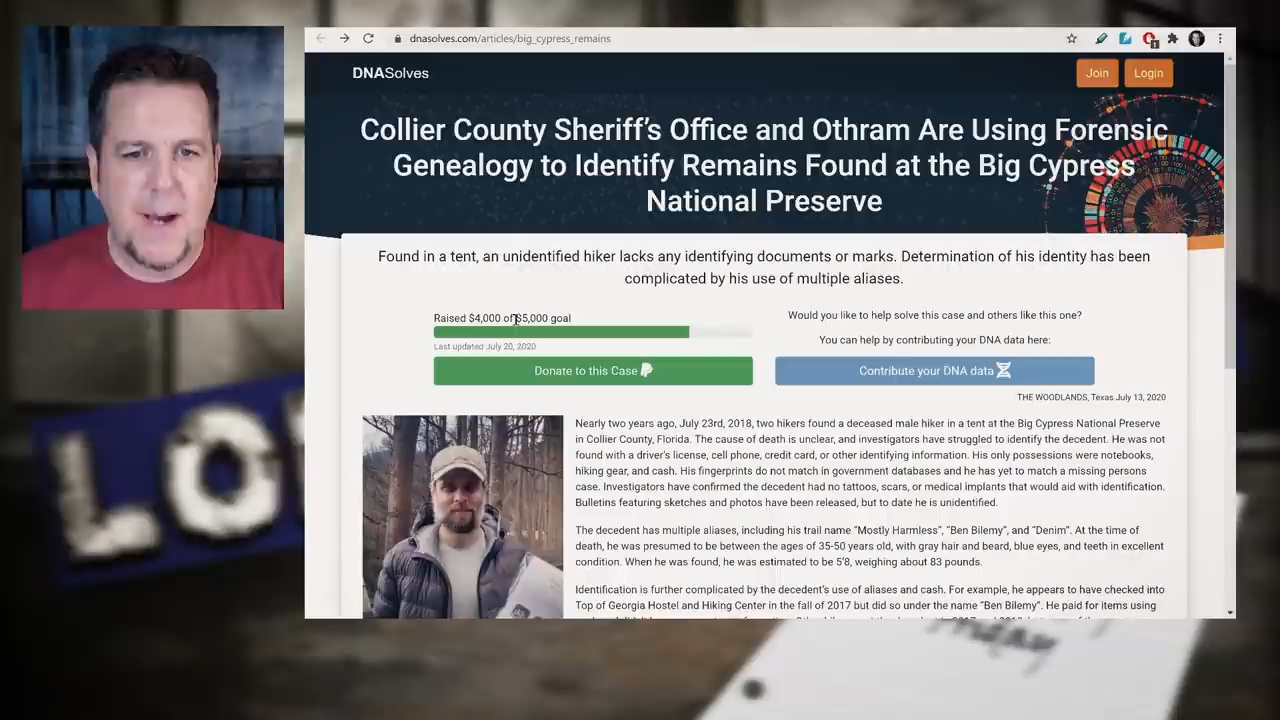 dnasolves.com/articles/big_cypress_remains
DNASolves
Join
Login
Collier County Sheriff's Office and Othram Are Using Forensic
Genealogy to Identify Remains Found at the Big Cypress
National Preserve
Found in a tent, an unidentified hiker lacks any identifying documents or marks. Determination of his identity has been
complicated by his use of multiple aliases.
Raised $4,000 of $5,000 goal
Last updated July 20, 2020
Donate to this Case
Would you like to help solve this case and others like this one?
You can help by contributing your DNA data here:
Contribute your DNA data
THE WOODLANDS, Texas July 13, 2020
Nearly two years ago, July 23rd, 2018, two hikers found a deceased male hiker in a tent at the Big Cypress National Preserve
in Collier County, Florida. The cause of death is unclear, and investigators have struggled to identify the decedent. He was not
found with a driver's license, cell phone, credit card, or other identifying information. His only possessions were notebooks,
hiking gear, and cash. His fingerprints do not match in government databases and he has yet to match a missing persons
case. Investigators have confirmed the decedent had no tattoos, scars, or medical implants that would aid with identification.
Bulletins featuring sketches and photos have been released, but to date he is unidentified.
The decedent has multiple aliases, including his trail name "Mostly Harmless", "Ben Bilemy", and "Denim". At the time of
death, he was presumed to be between the ages of 35-50 years old, with gray hair and beard, blue eyes, and teeth in excellent
condition. When he was found, he was estimated to be 5'8, weighing about 83 pounds.
Identification is further complicated by the decedent's use of aliases and cash. For example, he appears to have checked into
Top of Georgia Hostel and Hiking Center in the fall of 2017 but did so under the name "Ben Bilemy". He paid for items using
LO